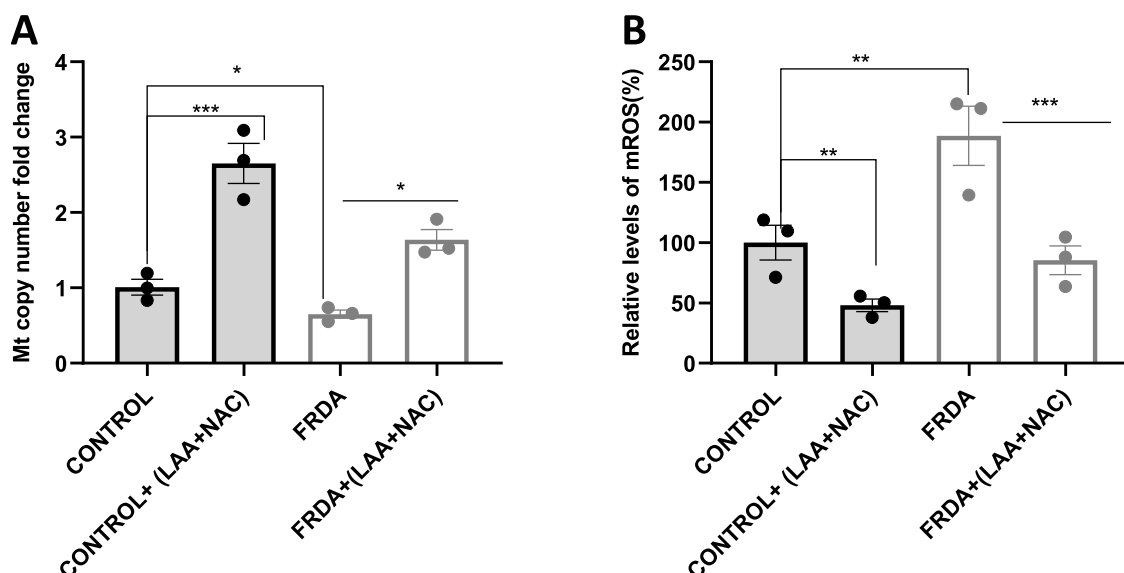 A
Mt copy number fold change
4
3
2
1
0
*
***
*
CONTROL
CONTROL+ (LAA+NAC)
FRDA
FRDA+(LAA+NAC)
B
Relative levels of mROS(%)
250
200
150
100
50
0
**
**
***
CONTROL
CONTROL+ (LAA+NAC)
FRDA
FRDA+(LAA+NAC)